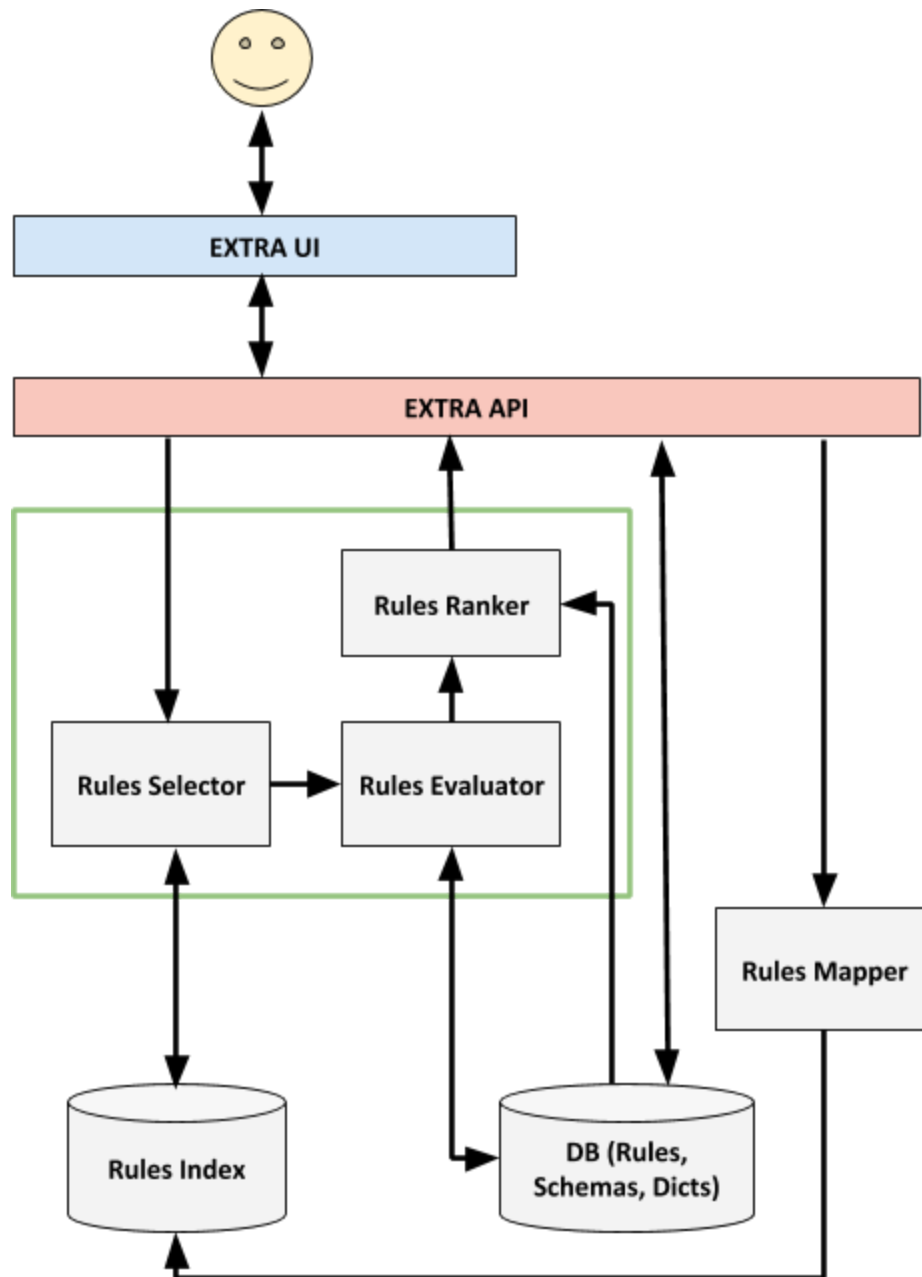 EXTRA UI
EXTRA API
Rules Ranker
Rules Selector
Rules Evaluator
Rules Mapper
Rules Index
DB (Rules,
Schemas, Dicts)